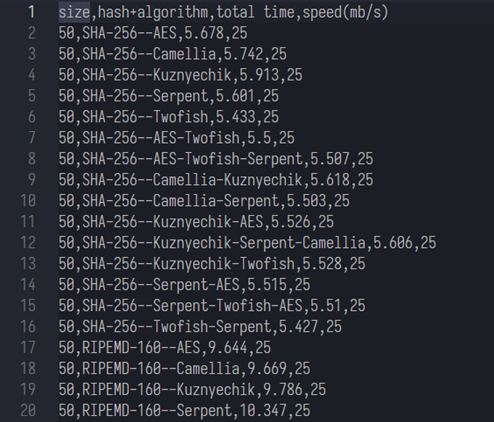 1 size,hash+algorithm,total time,speed(mb/s)
2 50,SHA-256--AES,5.678,25
3 50,SHA-256--Camellia,5.742,25
4 50,SHA-256--Kuznyechik,5.913,25
5 50,SHA-256--Serpent,5.601,25
6 50,SHA-256--Twofish,5.433,25
7 50,SHA-256--AES-Twofish,5.5,25
8 50,SHA-256--AES-Twofish-Serpent,5.507,25
9 50,SHA-256--Camellia-Kuznyechik,5.618,25
10 50,SHA-256--Camellia-Serpent,5.503,25
11 50,SHA-256--Kuznyechik-AES,5.526,25
12 50,SHA-256--Kuznyechik-Serpent-Camellia,5.606,25
13 50,SHA-256--Kuznyechik-Twofish,5.528,25
14 50,SHA-256--Serpent-AES,5.515,25
15 50,SHA-256--Serpent-Twofish-AES,5.51,25
16 50,SHA-256--Twofish-Serpent,5.427,25
17 50,RIPEMD-160--AES,9.644,25
18 50,RIPEMD-160--Camellia,9.669,25
19 50,RIPEMD-160--Kuznyechik,9.786,25
20 50,RIPEMD-160--Serpent,10.347,25